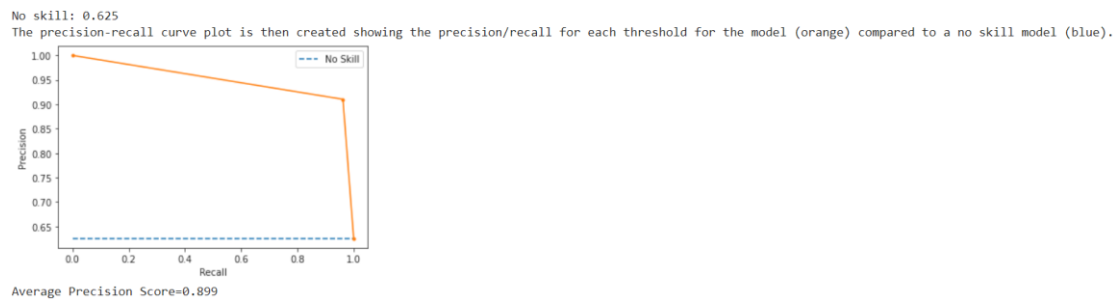 No skill: 0.625
The precision-recall curve plot is then created showing the precision/recall for each threshold for the model (orange) compared to a no skill model (blue).
No Skill
1.00
0.95
0.90
0.85
0.80
0.75
0.70
0.65
Precision
0.0 0.2 0.4 0.6 0.8 1.0
Recall
Average Precision Score=0.899